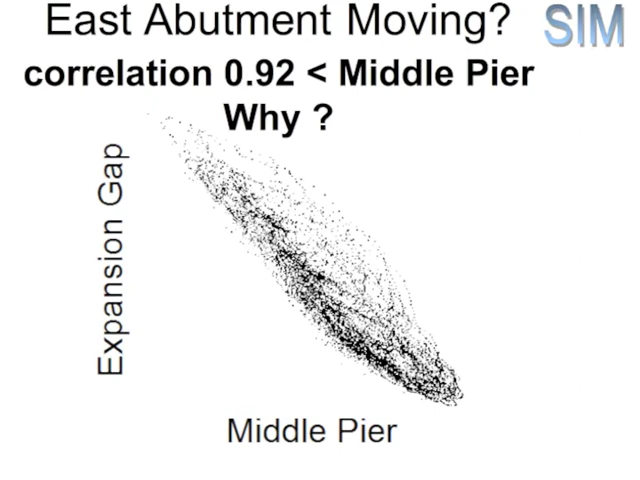 East Abutment Moving?
SIM
correlation 0.92 < Middle Pier
Why ?
Expansion Gap
Middle Pier